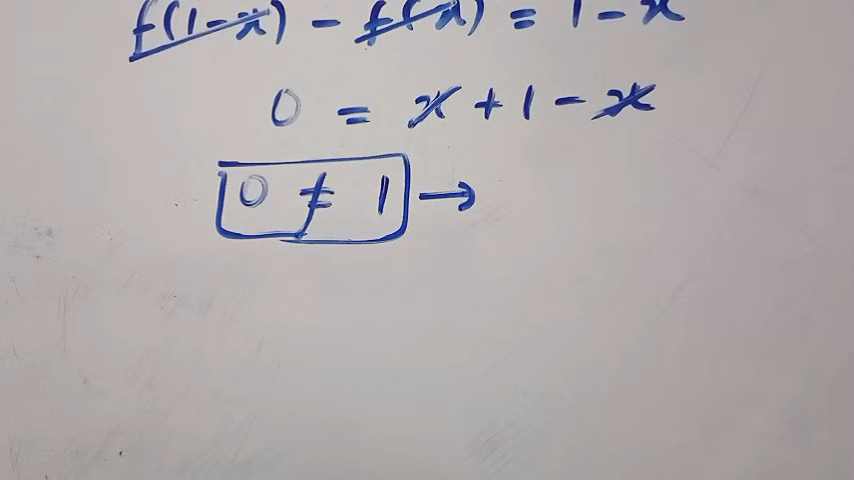 f(1-x) - f(x) = 1-x
0 = x + 1 - x
0 ≠ 1 →